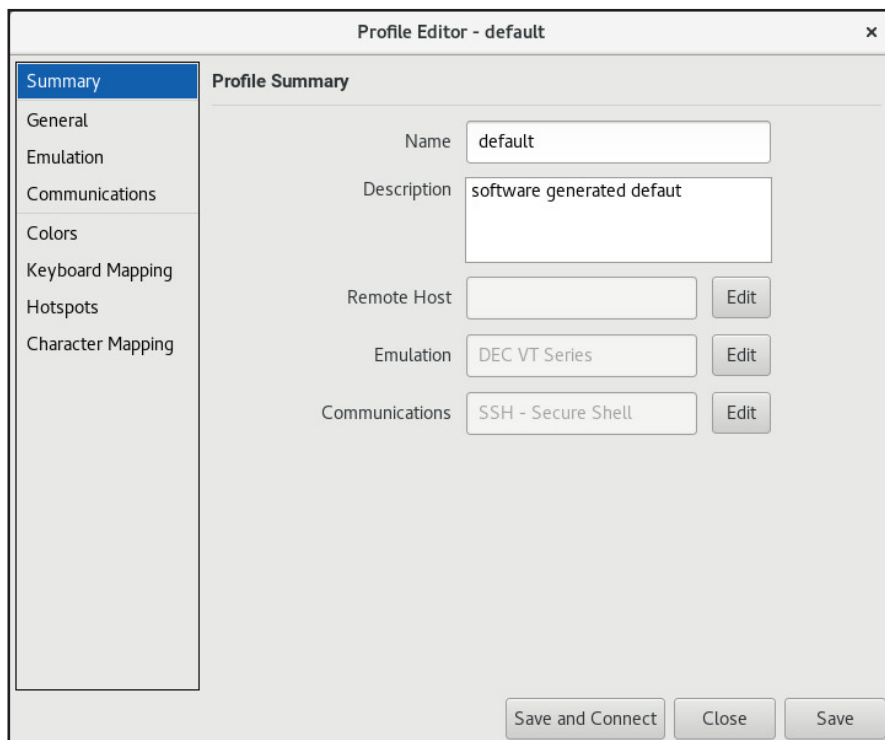 Profile Editor - default
×
Summary
General
Emulation
Communications
Colors
Keyboard Mapping
Hotspots
Character Mapping
Profile Summary
Name default
Description software generated defaut
Remote Host Edit
Emulation DEC VT Series Edit
Communications SSH - Secure Shell Edit
Save and Connect Close Save